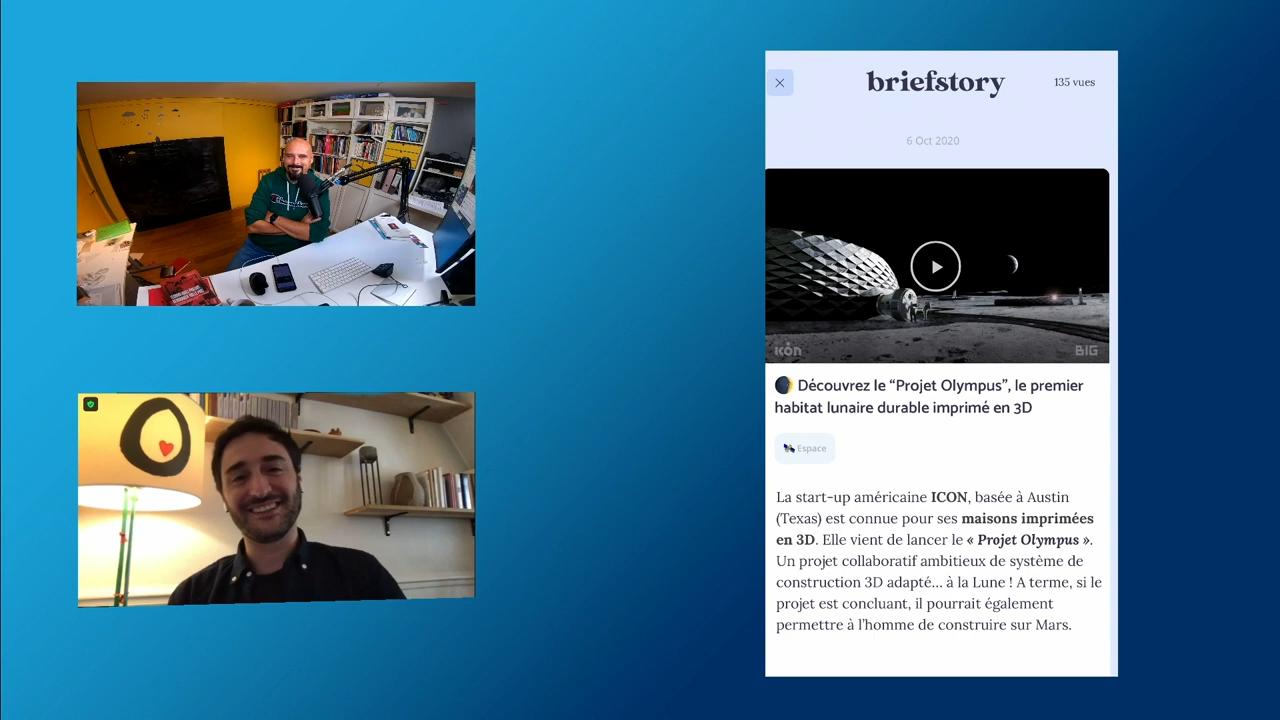 briefstory
135 vues
6 Oct 2020
ICON
BIG
Découvrez le “Projet Olympus”, le premier
habitat lunaire durable imprimé en 3D
Espace
La start-up américaine ICON, basée à Austin
(Texas) est connue pour ses maisons imprimées
en 3D. Elle vient de lancer le « Projet Olympus ».
Un projet collaboratif ambitieux de système de
construction 3D adapté... à la Lune ! A terme, si le
projet est concluant, il pourrait également
permettre à l’homme de construire sur Mars.